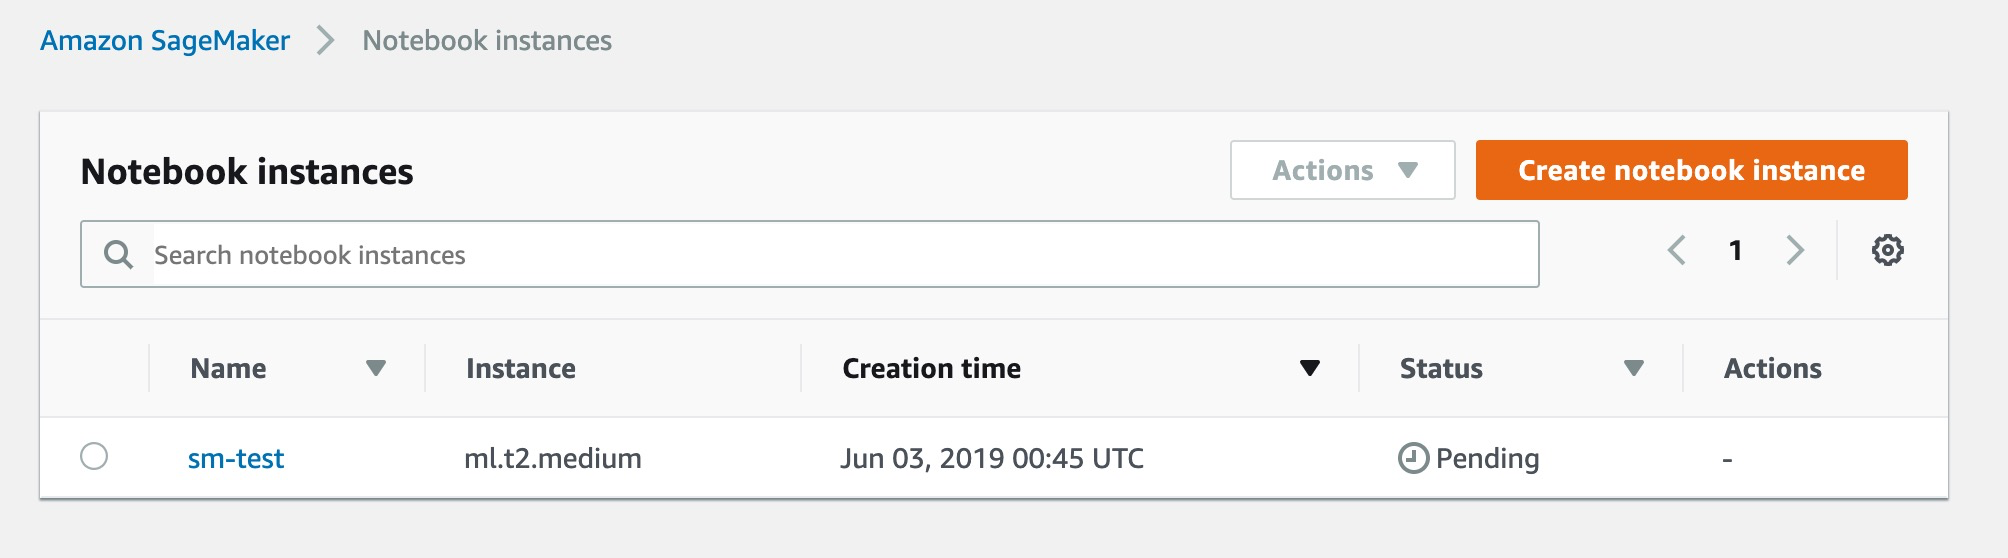 Amazon SageMaker Notebook instances
Notebook instances
Actions
Create notebook instance
Search notebook instances
1
Name Instance Creation time Status Actions
sm-test ml.t2.medium Jun 03, 2019 00:45 UTC Pending -